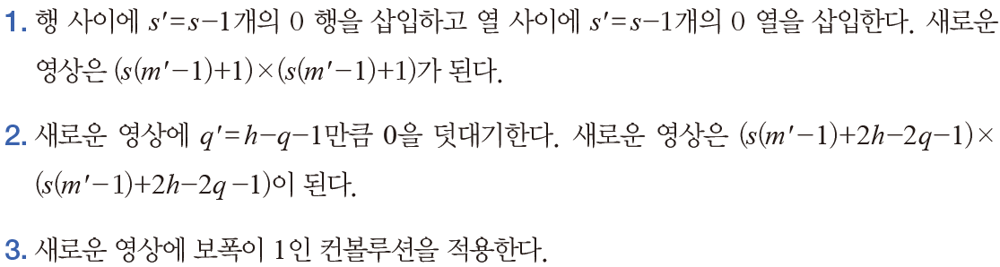 1. 행 사이에 s′=s−1개의 0 행을 삽입하고 열 사이에 s′=s−1개의 0 열을 삽입한다. 새로운
영상은 (s(m′−1)+1)×(s(m′−1)+1)가 된다.
2. 새로운 영상에 q′=h−q−1만큼 0을 덧대기한다. 새로운 영상은 (s(m′−1)+2h−2q−1)×
(s(m′−1)+2h−2q−1)이 된다.
3. 새로운 영상에 보폭이 1인 컨볼루션을 적용한다.